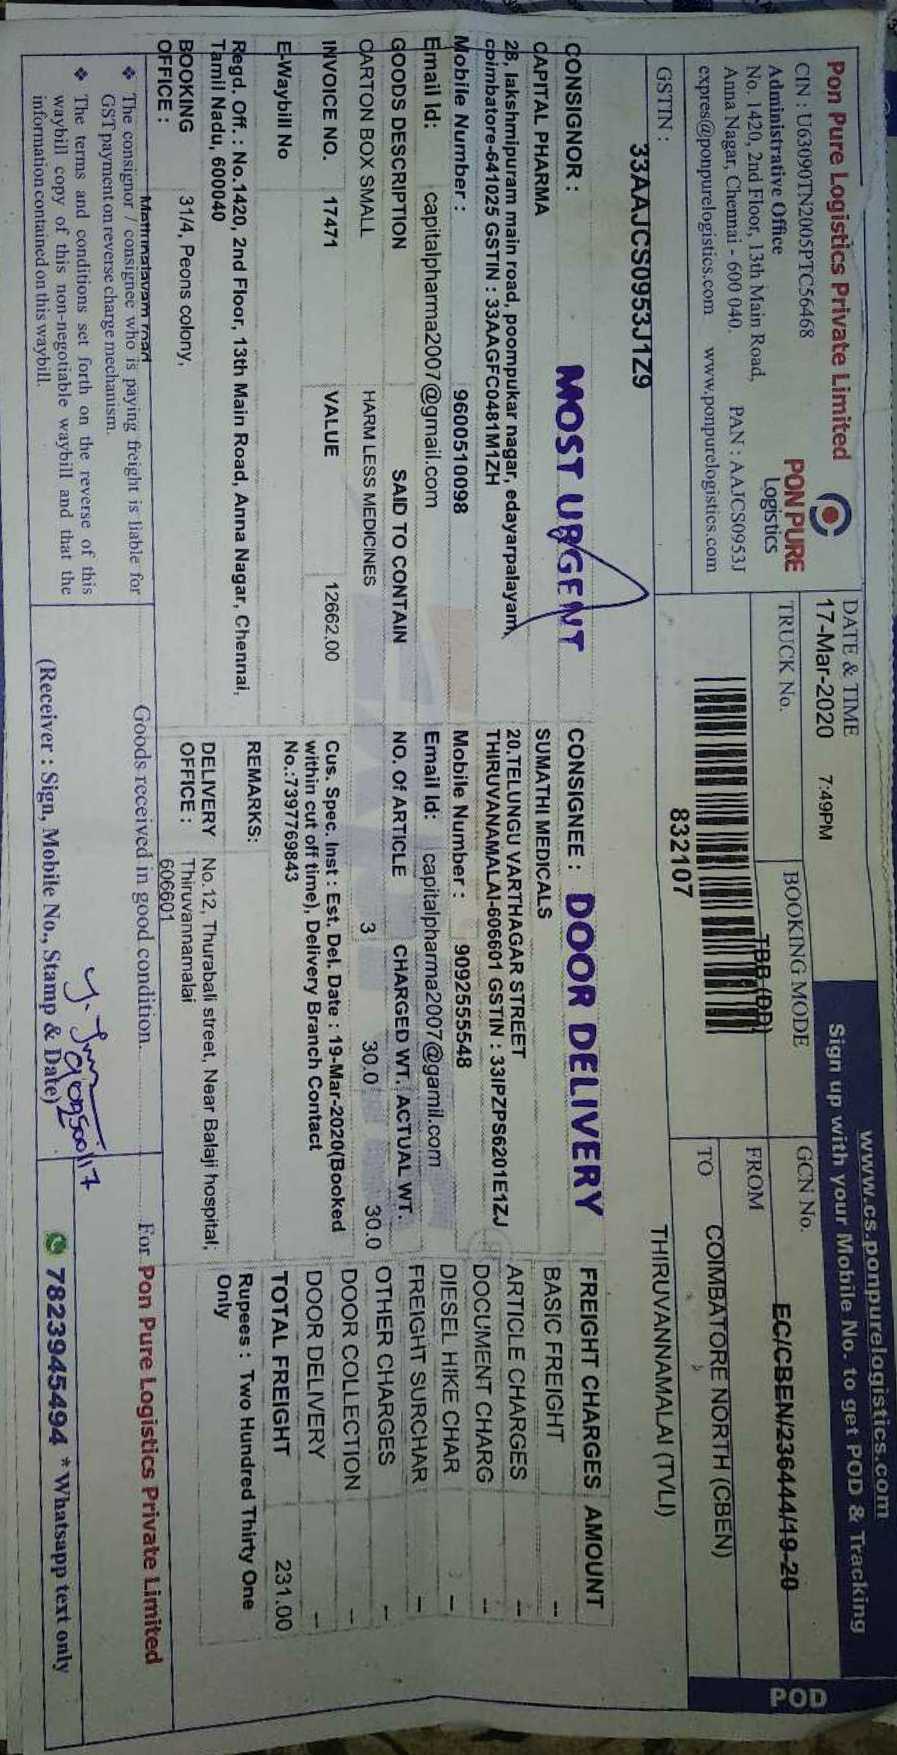 www.cs.ponpurelogistics.com
Sign up with your Mobile No. to get POD & Tracking
POD
Pon Pure Logistics Private Limited
CIN : U63090TN2005PTC56468
Administrative Office
No. 1420, 2nd Floor, 13th Main Road,
Anna Nagar, Chennai - 600 040. PAN : AAJCS0953J
expres@ponpurelogistics.com www.ponpurelogistics.com
PON PURE
Logistics
GSTIN :
33AAJCS0953J1Z9
DATE & TIME
17-Mar-2020 7:49PM
TRUCK No.
BOOKING MODE
TBB (DD)
832107
GCN No.
EC/CBEN/236444/19-20
FROM
COIMBATORE NORTH (CBEN)
TO
THIRUVANNAMALAI (TVLI)
CONSIGNOR : MOST URGENT
CAPITAL PHARMA
2B, lakshmipuram main road, poompukar nagar, edayarpalayam,
coimbatore-641025 GSTIN : 33AAGFC0481M1ZH
Mobile Number : 9600510098
Email Id: capitalpharma2007@gmail.com
CONSIGNEE : DOOR DELIVERY
SUMATHI MEDICALS
20,TELUNGU VARTHAGAR STREET
THIRUVANAMALAI-606601 GSTIN : 33IPZPS6201E1ZJ
Mobile Number : 9092555548
Email Id: capitalpharma2007@gamil.com
GOODS DESCRIPTION SAID TO CONTAIN NO. Of ARTICLE CHARGED WT. ACTUAL WT.
CARTON BOX SMALL HARM LESS MEDICINES 3 30.0 30.0
INVOICE NO. 17471 VALUE 12662.00
Cus. Spec. Inst : Est. Del. Date : 19-Mar-2020(Booked
within cut off time), Delivery Branch Contact
No.:7397769843
E-Waybill No
REMARKS:
Regd. Off. : No.1420, 2nd Floor, 13th Main Road, Anna Nagar, Chennai,
Tamil Nadu, 600040
BOOKING OFFICE : 31/4, Peons colony,
Mathmalavam road
DELIVERY OFFICE : No.12, Thurabali street, Near Balaji hospital,
Thiruvannamalai
606601
FREIGHT CHARGES AMOUNT
BASIC FREIGHT --
ARTICLE CHARGES --
DOCUMENT CHARG --
DIESEL HIKE CHAR --
FREIGHT SURCHAR --
OTHER CHARGES --
DOOR COLLECTION --
DOOR DELIVERY --
TOTAL FREIGHT 231.00
Rupees : Two Hundred Thirty One
Only
❖ The consignor / consignee who is paying freight is liable for
GST payment on reverse charge mechanism.
❖ The terms and conditions set forth on the reverse of this
waybill copy of this non-negotiable waybill and that the
information contained on this waybill.
Goods received in good condition.
(Receiver : Sign, Mobile No., Stamp & Date)
For Pon Pure Logistics Private Limited
7823945494 *Whatsapp text only